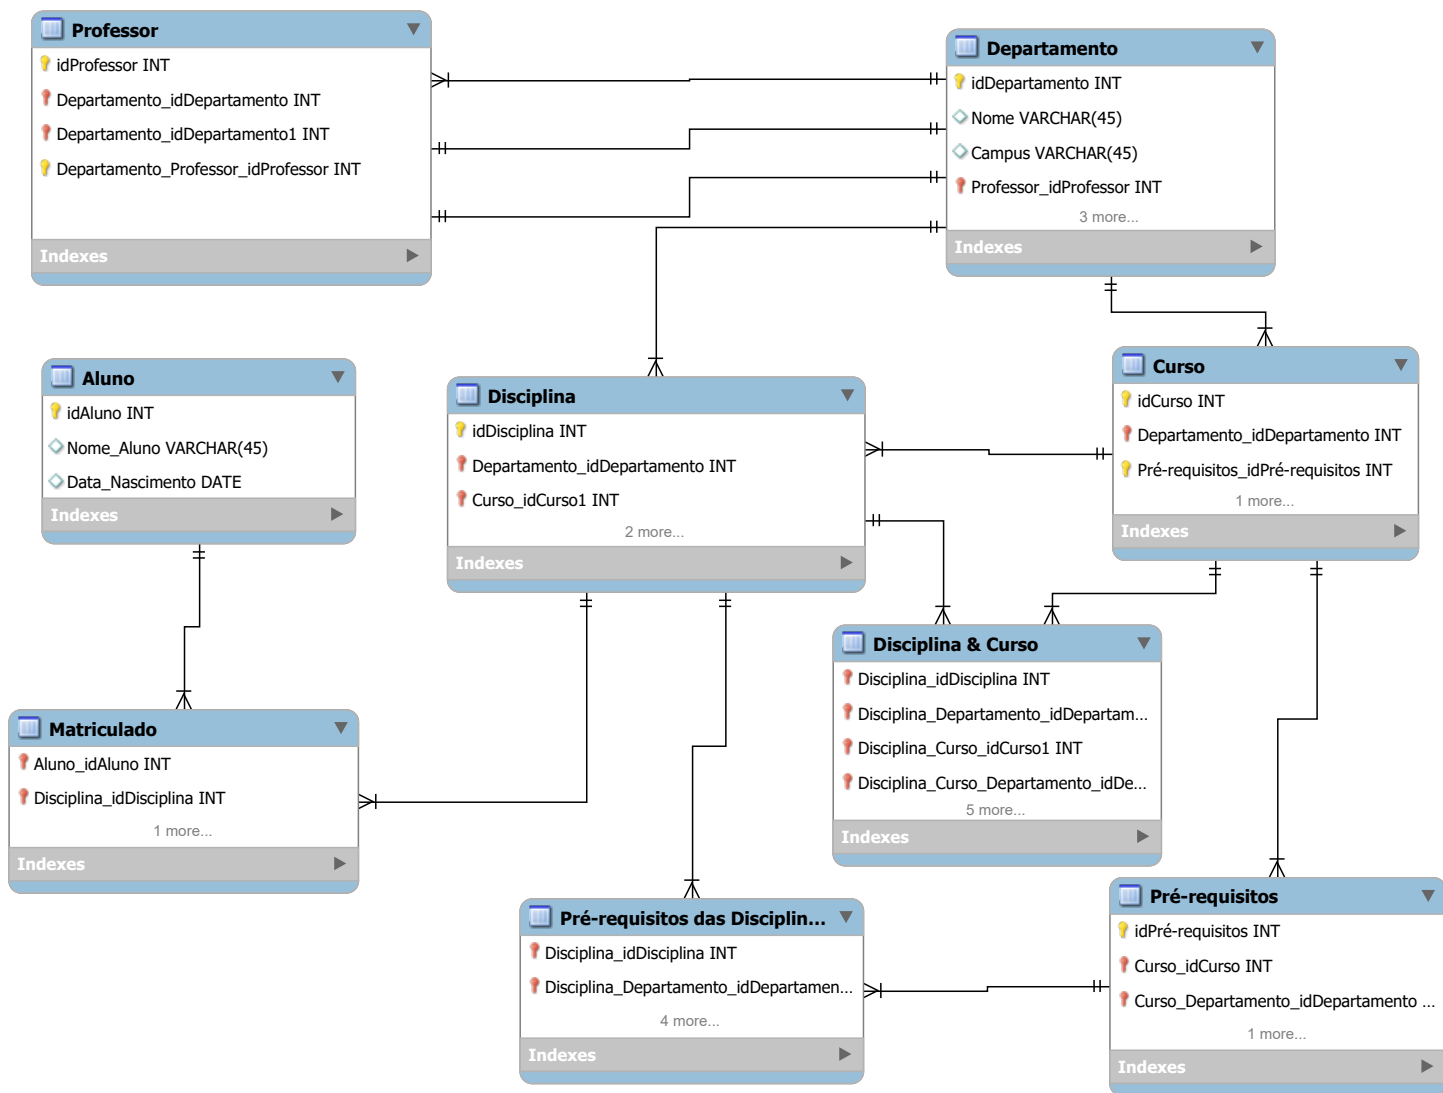 Professor
idProfessor INT
Departamento_idDepartamento INT
Departamento_idDepartamento1 INT
Departamento_Professor_idProfessor INT
Indexes
Departamento
idDepartamento INT
Nome VARCHAR(45)
Campus VARCHAR(45)
Professor_idProfessor INT
3 more...
Indexes
Aluno
idAluno INT
Nome_Aluno VARCHAR(45)
Data_Nascimento DATE
Indexes
Disciplina
idDisciplina INT
Departamento_idDepartamento INT
Curso_idCurso1 INT
2 more...
Indexes
Curso
idCurso INT
Departamento_idDepartamento INT
Pré-requisitos_idPré-requisitos INT
1 more...
Indexes
Disciplina & Curso
Disciplina_idDisciplina INT
Disciplina_Departamento_idDepartam...
Disciplina_Curso_idCurso1 INT
Disciplina_Curso_Departamento_idDe...
5 more...
Indexes
Matriculado
Aluno_idAluno INT
Disciplina_idDisciplina INT
1 more...
Indexes
Pré-requisitos das Disciplin...
Disciplina_idDisciplina INT
Disciplina_Departamento_idDepartamen...
4 more...
Indexes
Pré-requisitos
idPré-requisitos INT
Curso_idCurso INT
Curso_Departamento_idDepartamento ...
1 more...
Indexes